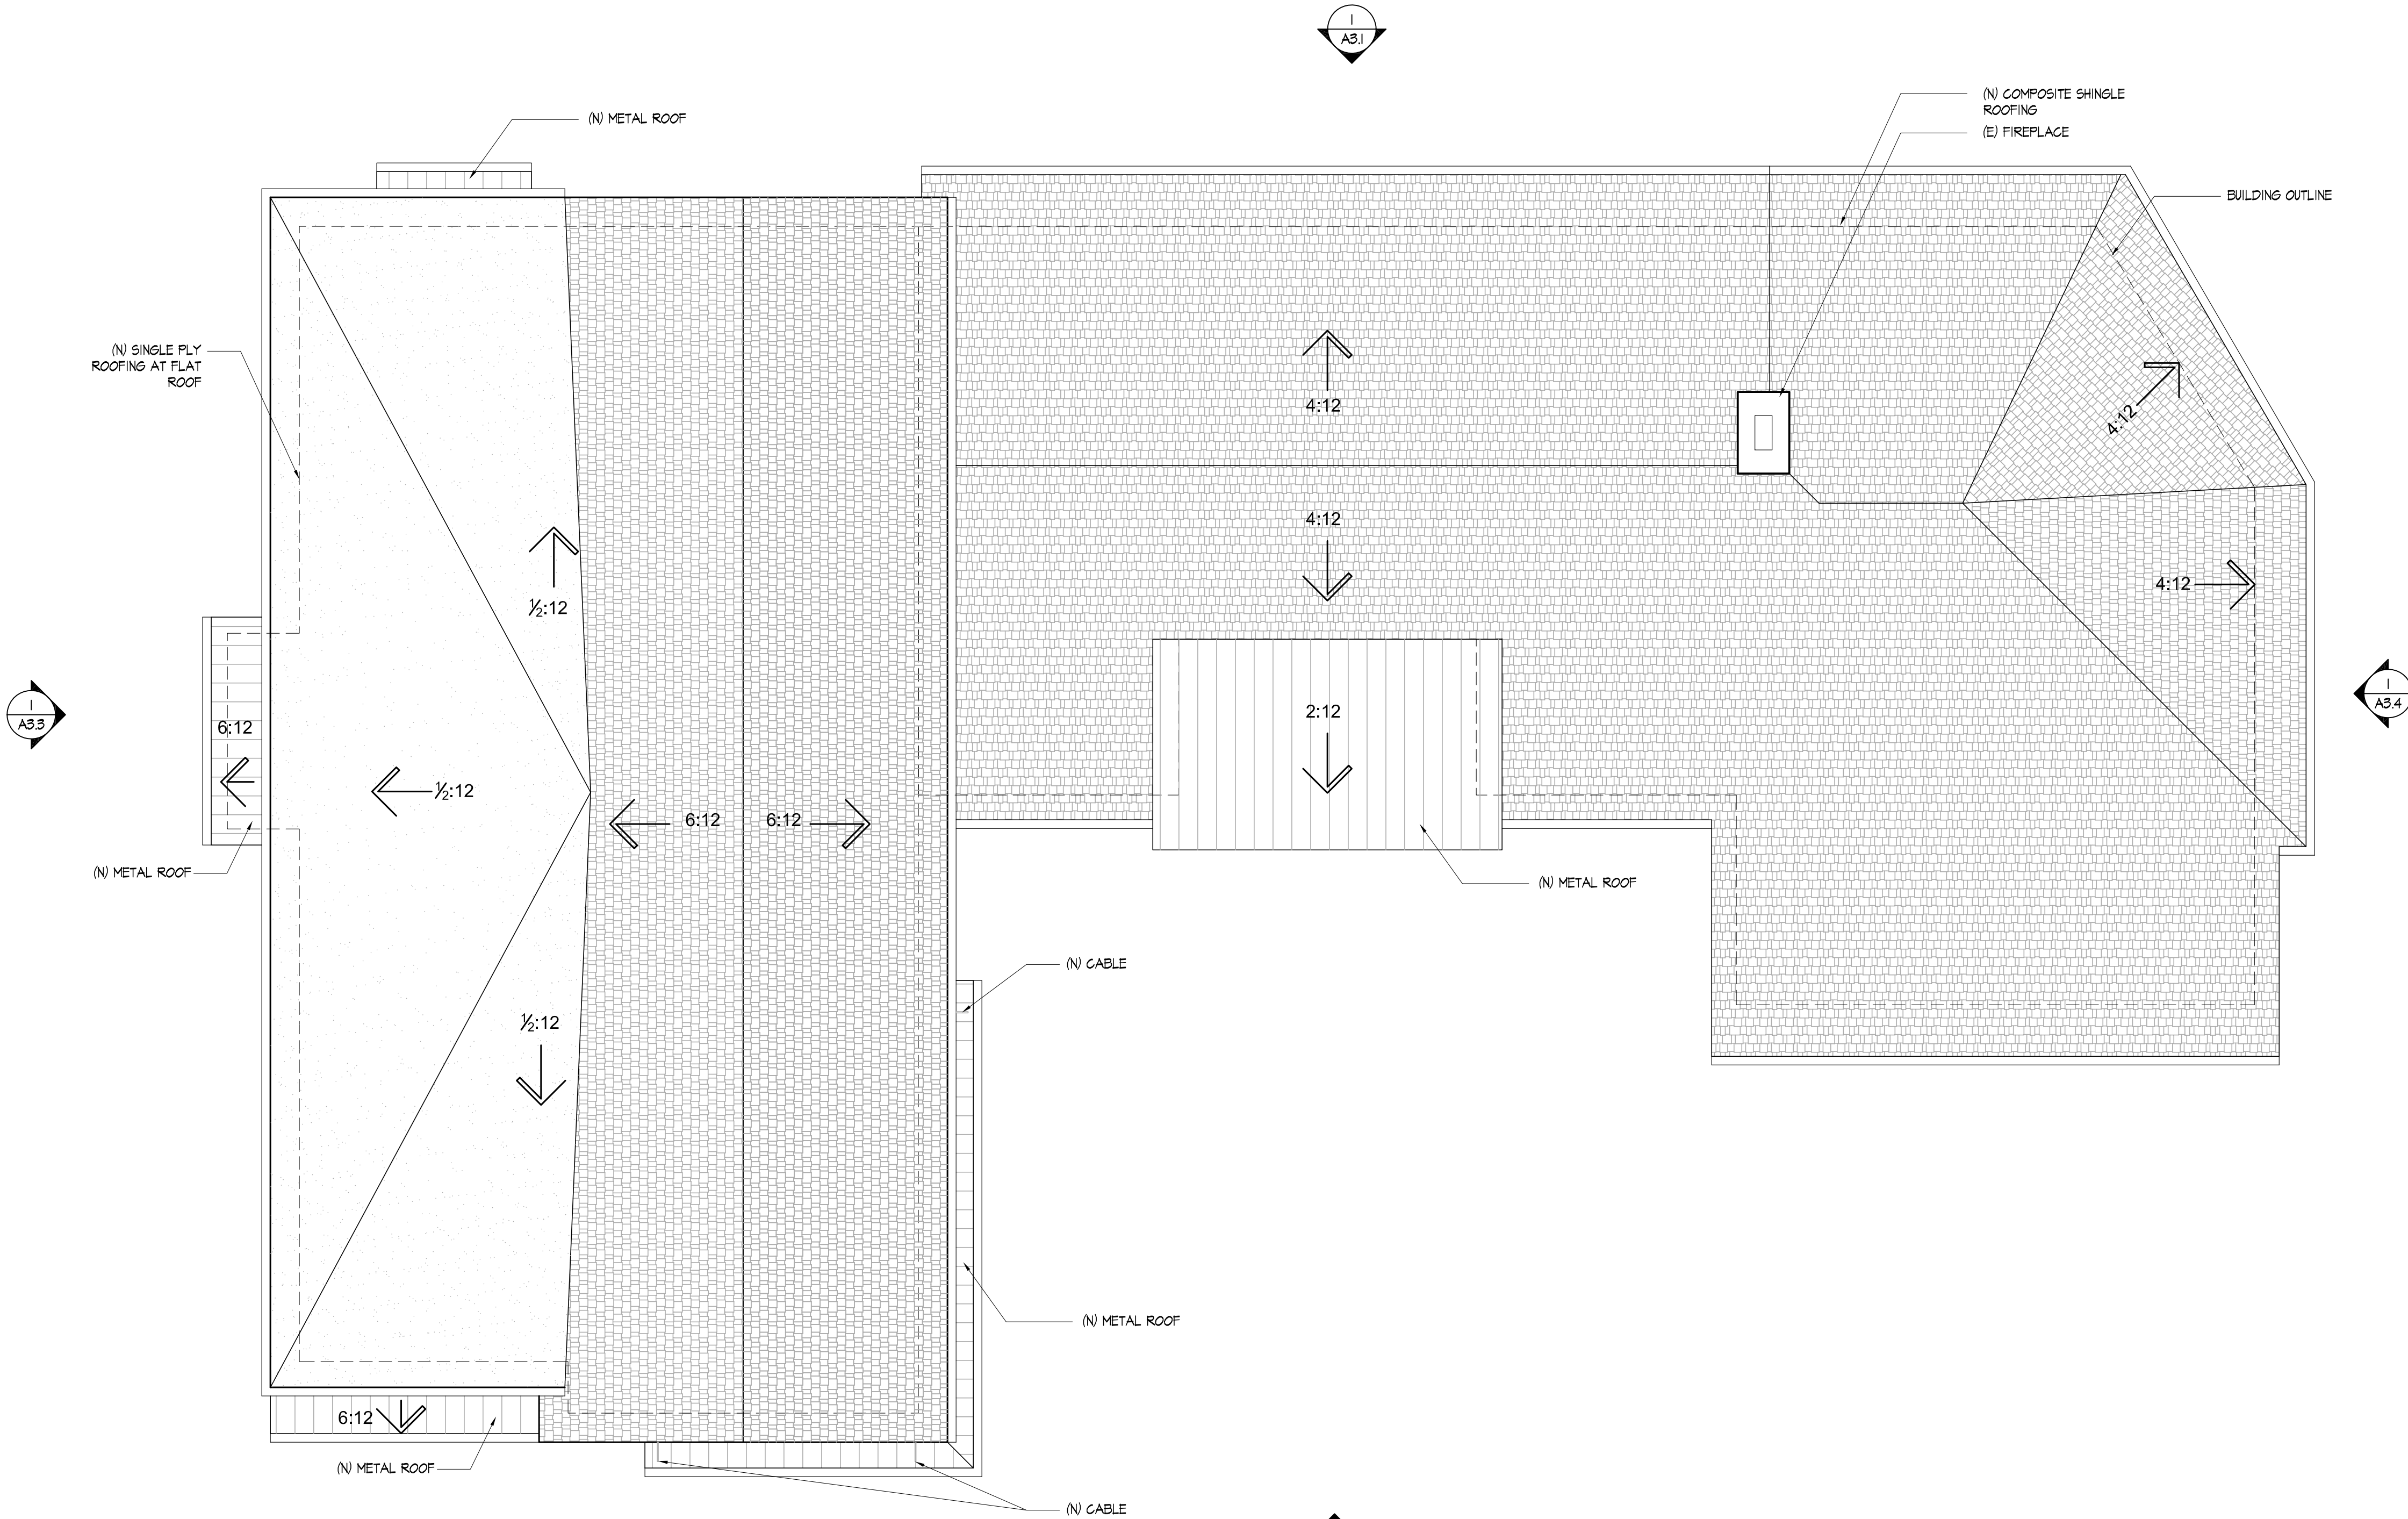 1
A3.1
(N) COMPOSITE SHINGLE
ROOFING
(N) METAL ROOF
(E) FIREPLACE
BUILDING OUTLINE
(N) SINGLE PLY
ROOFING AT FLAT
ROOF
4:12
4:12
4:12
4:12
½:12
1
A3.3
6:12
2:12
1
A3.4
½:12
6:12
6:12
(N) METAL ROOF
(N) METAL ROOF
(N) CABLE
½:12
(N) METAL ROOF
6:12
(N) METAL ROOF
(N) CABLE